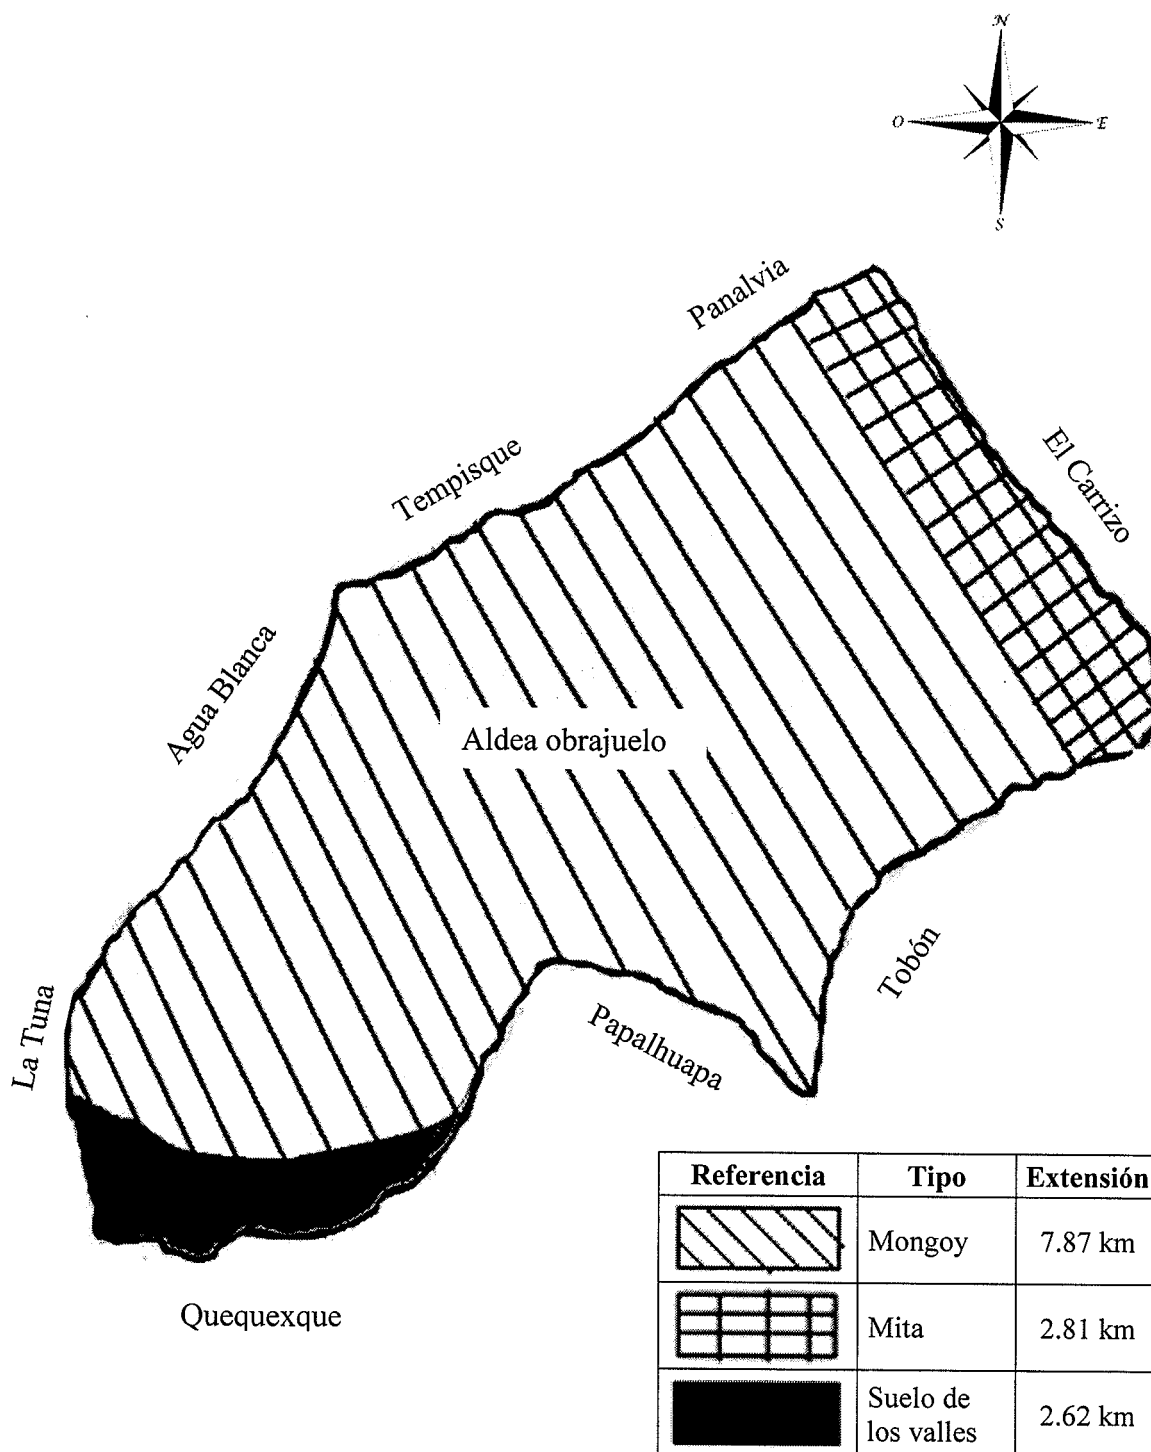 N
O
E
S
Panalvia
El Carrizo
Tempisque
Agua Blanca
Aldea obrajuelo
Tobón
La Tuna
Papalhuapa
Quequexque
Referencia Tipo Extensión
Mongoy 7.87 km
Mita 2.81 km
Suelo de
los valles 2.62 km